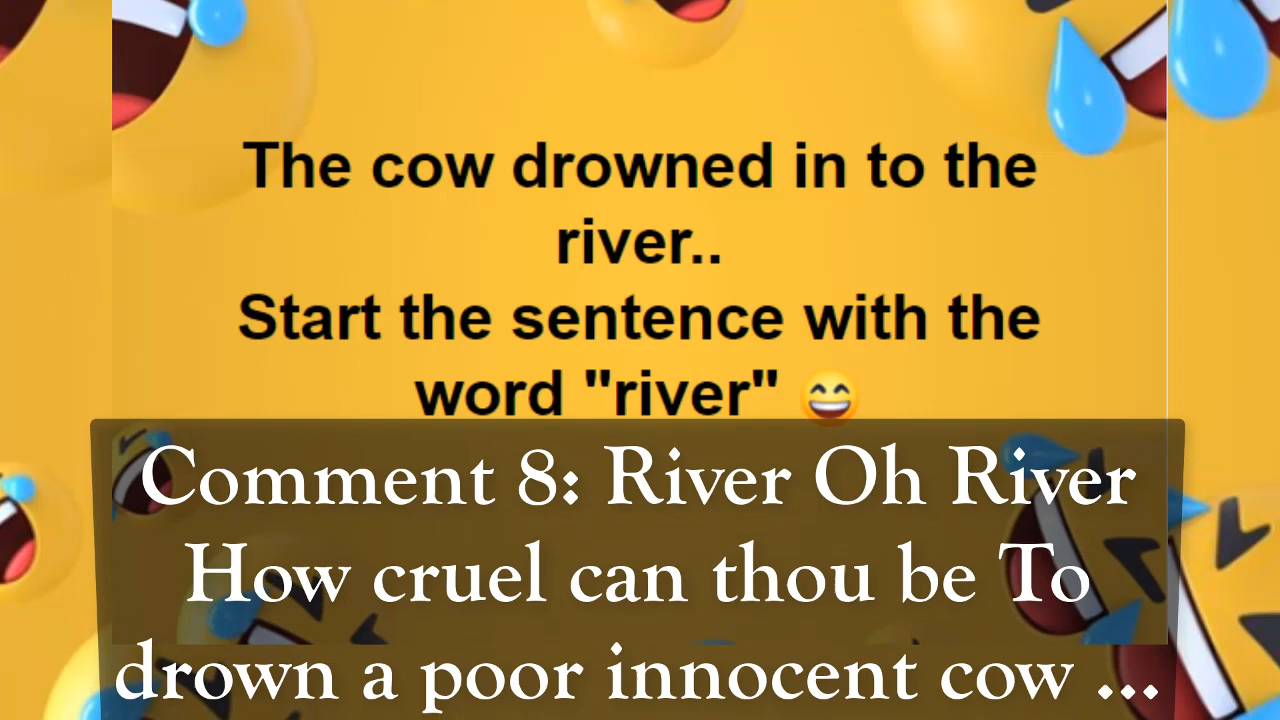 The cow drowned in to the
river..
Start the sentence with the
word "river" 😄
Comment 8: River Oh River
How cruel can thou be To
drown a poor innocent cow ...